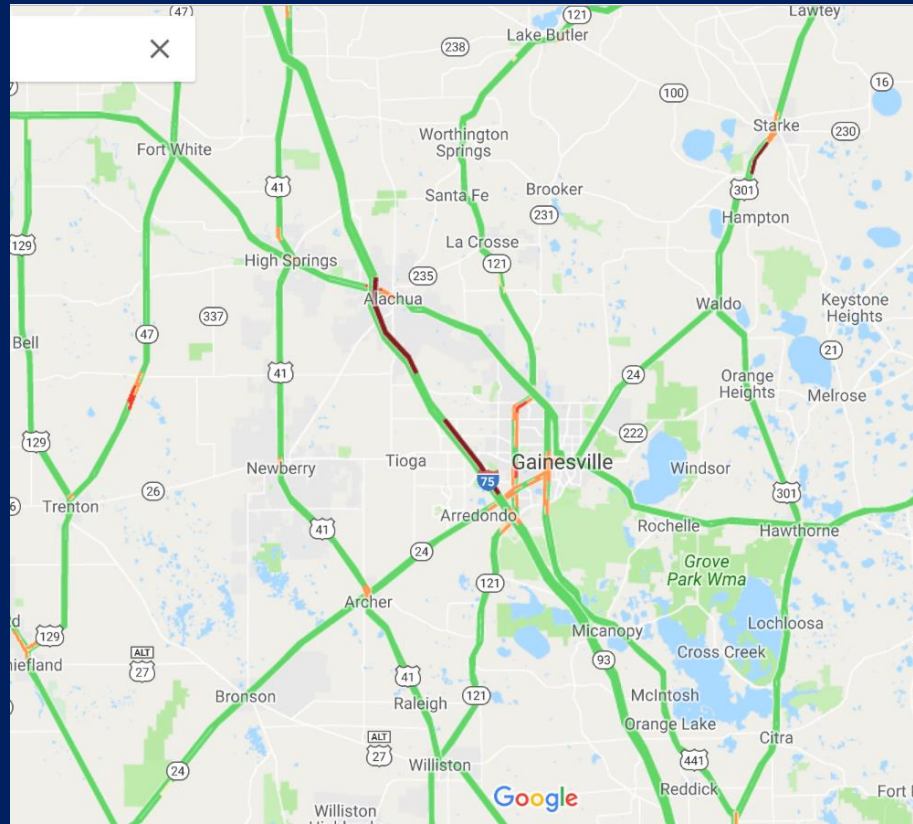 (47)
121
Lawtey
Lake Butler
238
16
100
Starke
230
Worthington
Springs
Fort White
301
41
Santa Fe
Brooker
231
Hampton
129
La Crosse
High Springs
121
235
Alachua
Waldo
Keystone
Heights
337
47
Bell
21
41
24
Orange
Heights
Melrose
129
222
Tioga
Gainesville
Newberry
75
Windsor
26
301
Trenton
Arredondo
Rochelle
Hawthorne
41
24
Grove
Park Wma
121
Archer
Lochloosa
Micanopy
129
Cross Creek
hiefland
ALT
27
93
41
Bronson
121
McIntosh
Raleigh
Orange Lake
ALT
27
Citra
441
Williston
24
Reddick
Google
Fort
Williston